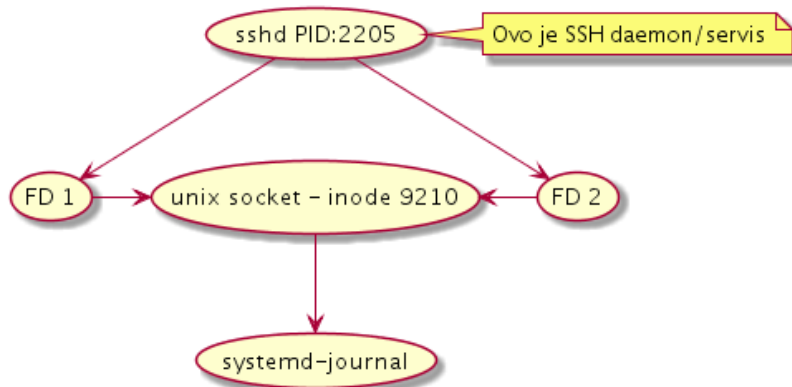 sshd PID:2205
Ovo je SSH daemon/servis
FD 1
unix socket - inode 9210
FD 2
systemd-journal